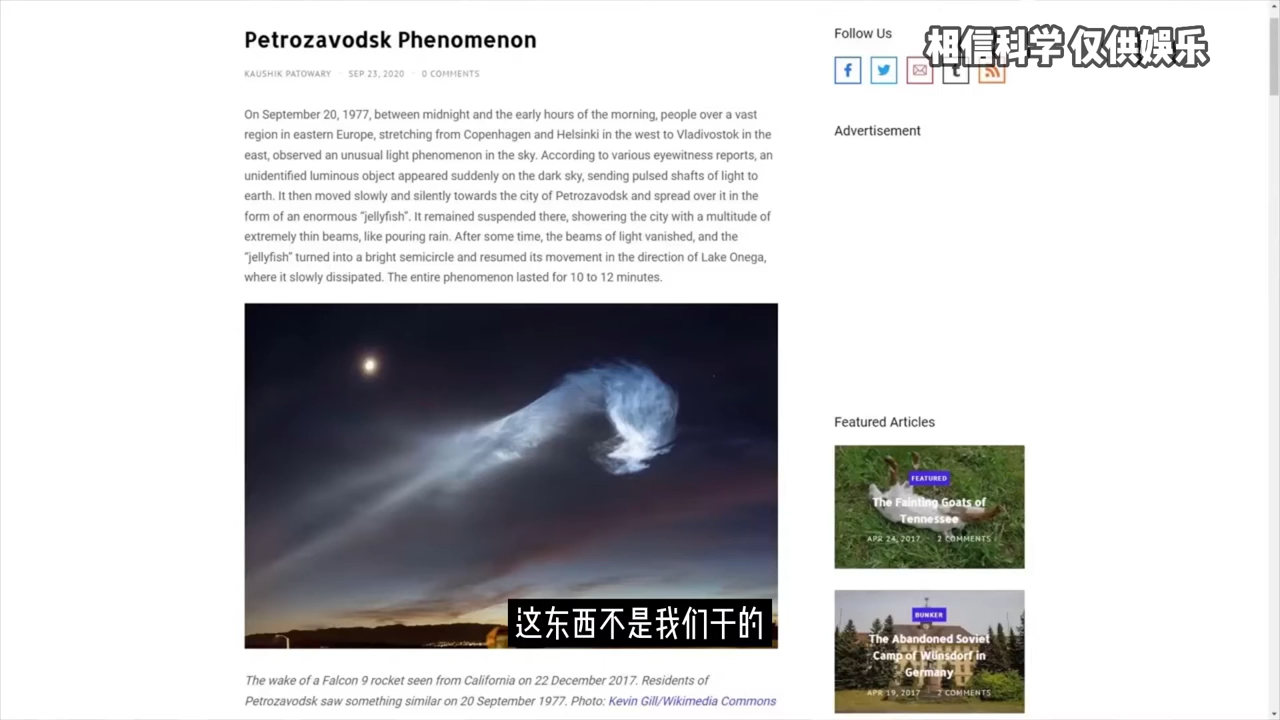 Petrozavodsk Phenomenon
KAUSHIK PATOWARY · SEP 23, 2020 · 0 COMMENTS
On September 20, 1977, between midnight and the early hours of the morning, people over a vast
region in eastern Europe, stretching from Copenhagen and Helsinki in the west to Vladivostok in the
east, observed an unusual light phenomenon in the sky. According to various eyewitness reports, an
unidentified luminous object appeared suddenly on the dark sky, sending pulsed shafts of light to
earth. It then moved slowly and silently towards the city of Petrozavodsk and spread over it in the
form of an enormous “jellyfish”. It remained suspended there, showering the city with a multitude of
extremely thin beams, like pouring rain. After some time, the beams of light vanished, and the
“jellyfish” turned into a bright semicircle and resumed its movement in the direction of Lake Onega,
where it slowly dissipated. The entire phenomenon lasted for 10 to 12 minutes.
这东西不是我们干的
The wake of a Falcon 9 rocket seen from California on 22 December 2017. Residents of
Petrozavodsk saw something similar on 20 September 1977. Photo: Kevin Gill/Wikimedia Commons
Follow Us
相信科学 仅供娱乐
Advertisement
Featured Articles
FEATURED
The Fainting Goats of
Tennessee
APR 24, 2017 · 2 COMMENTS
BUNKER
The Abandoned Soviet
Camp of Wünsdorf in
Germany
APR 19, 2017 · 2 COMMENTS